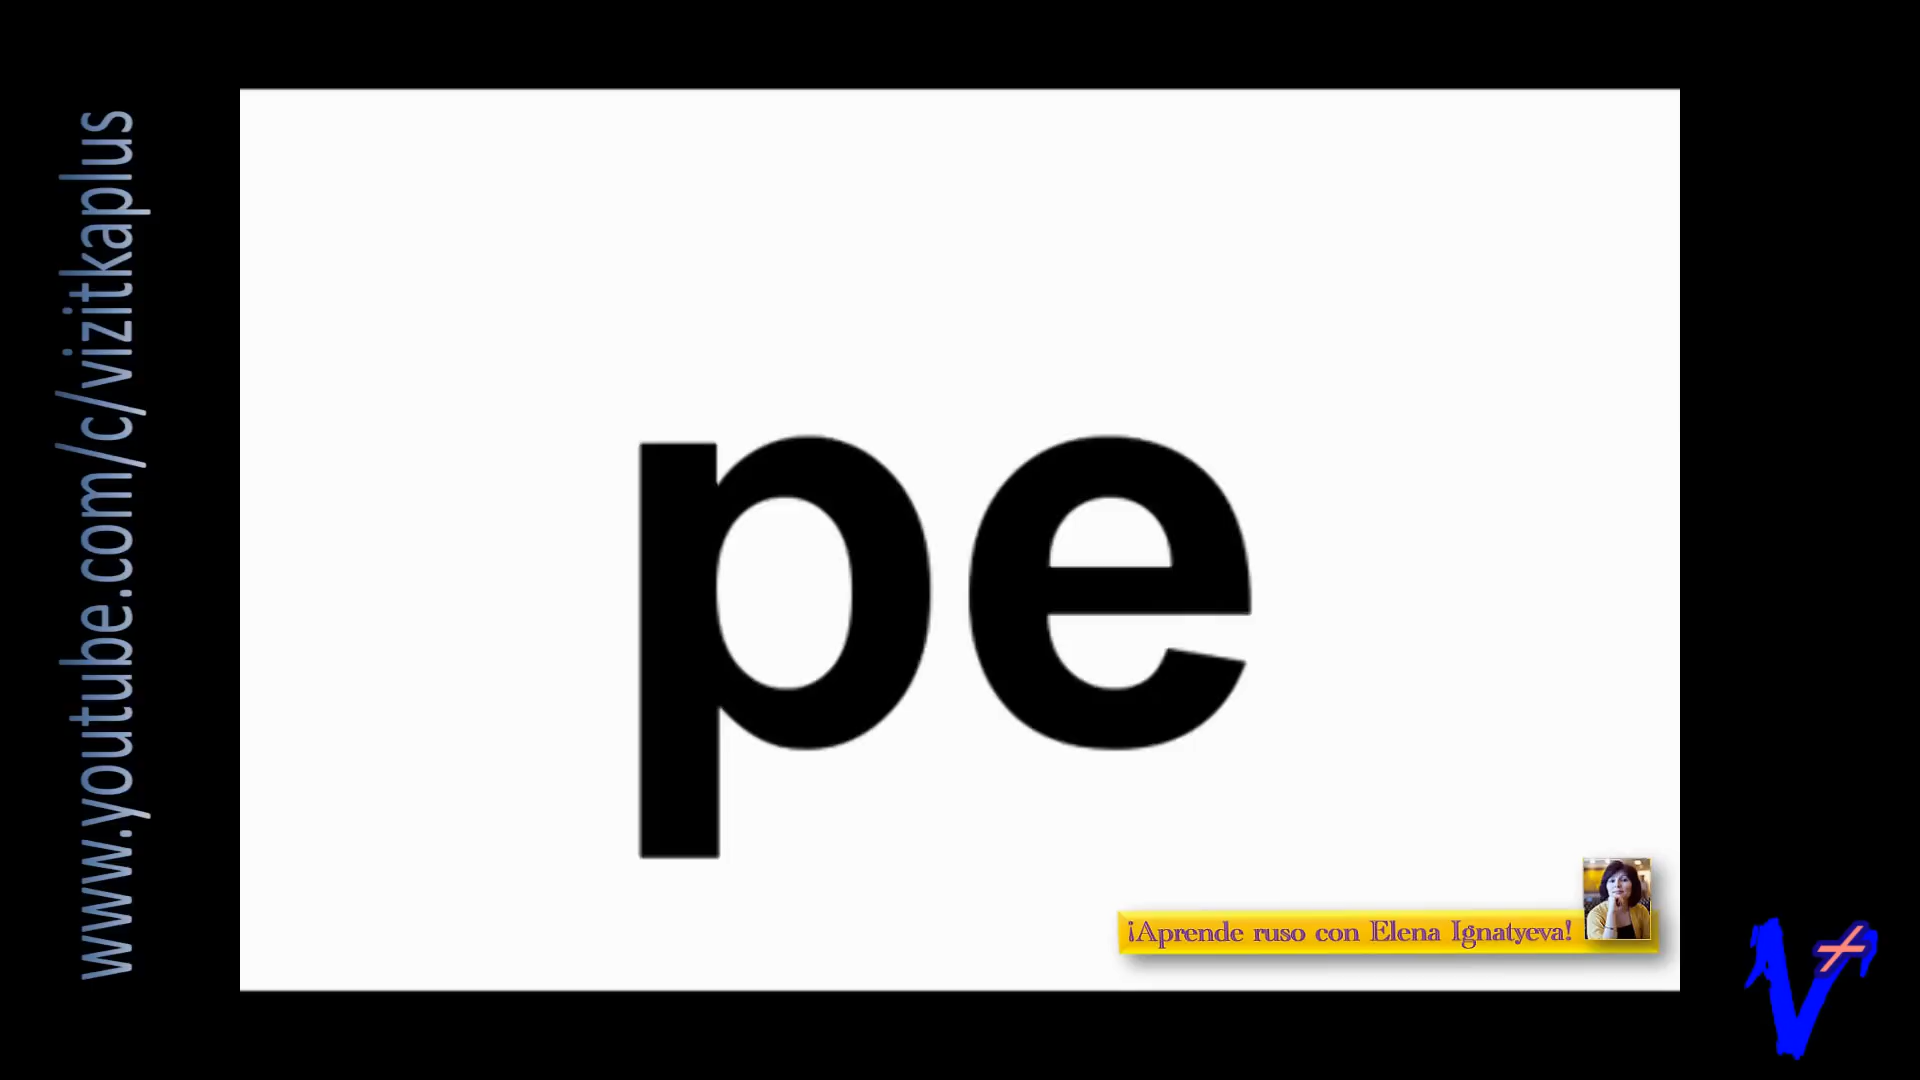 www.youtube.com/c/vizitkaplus
ре
¡Aprende ruso con Elena Ignatyeva!
V+